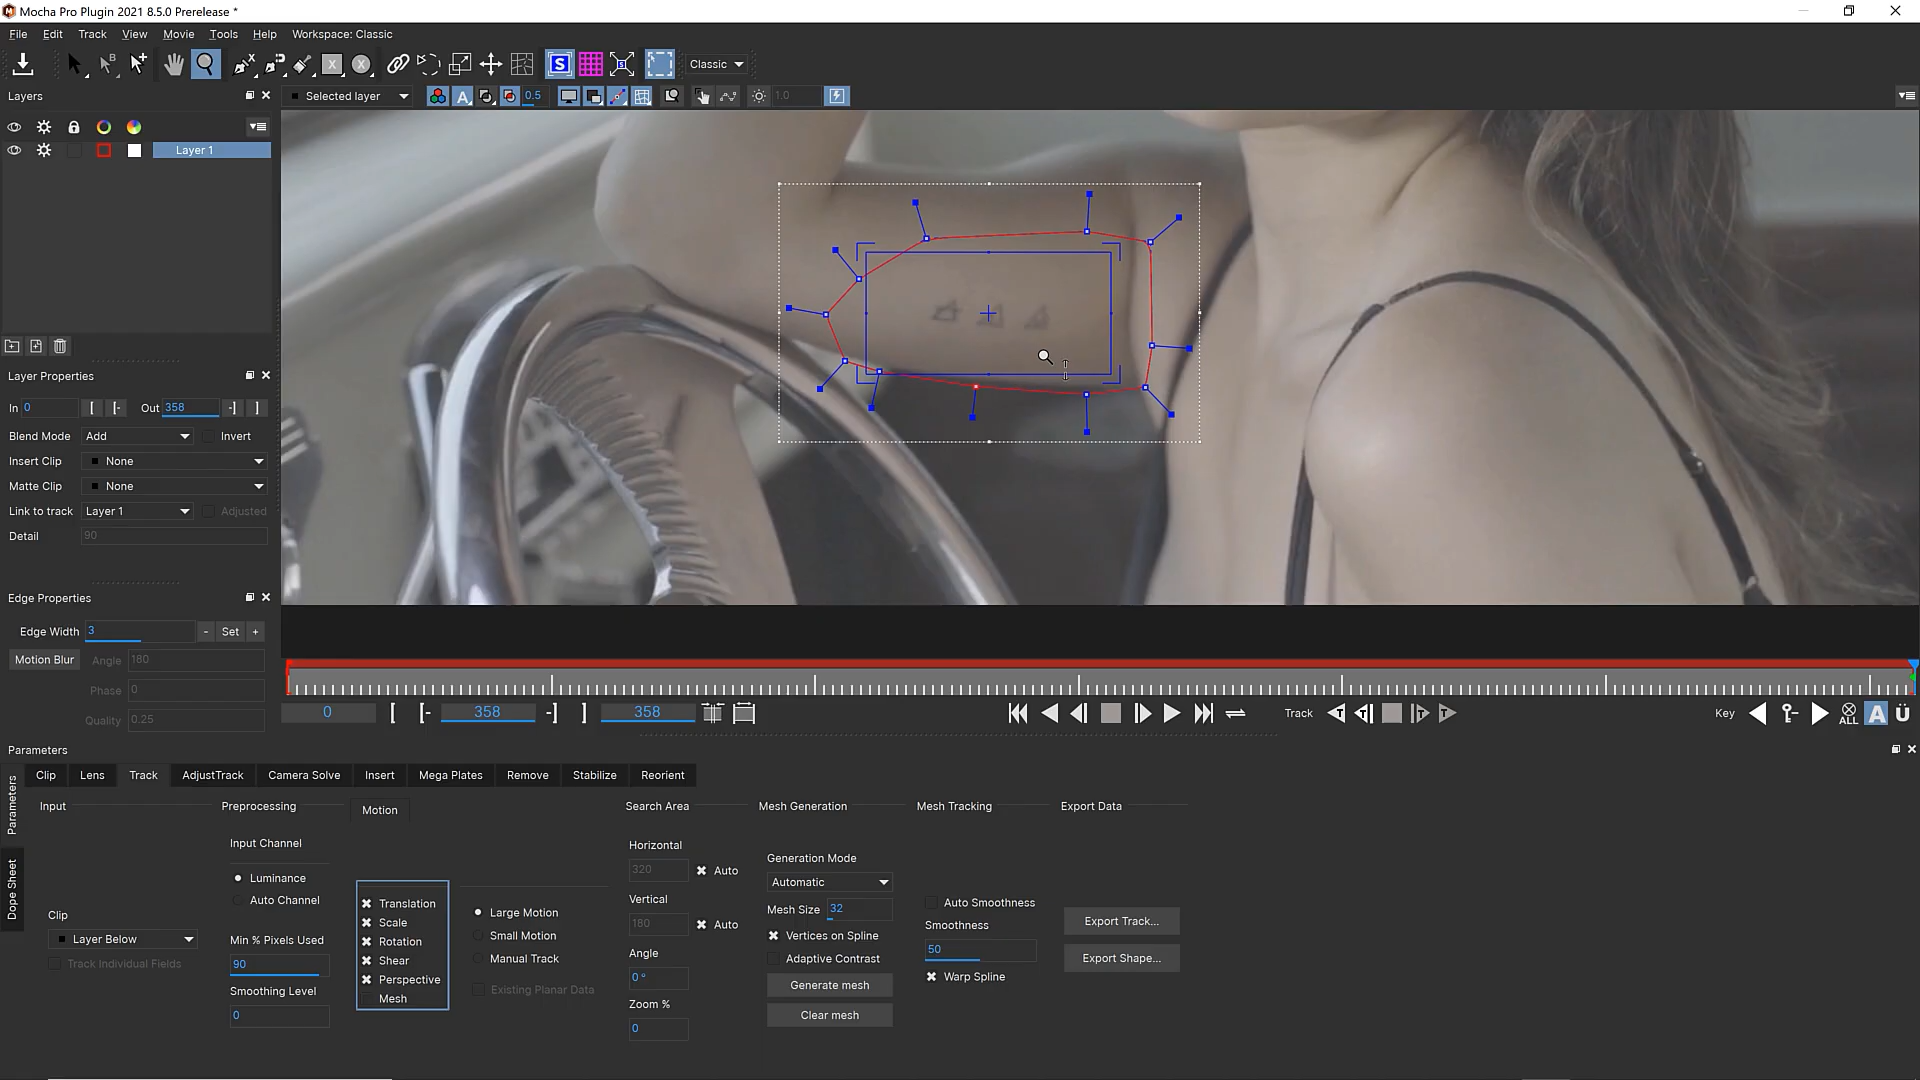 Mocha Pro Plugin 2021 8.5.0 Prerelease *
File Edit Track View Movie Tools Help Workspace: Classic
Classic
Layers
Selected layer
A
0.5
1.0
Layer 1
Layer Properties
In 0 [ [- Out 358 -] ]
Blend Mode Add Invert
Insert Clip None
Matte Clip None
Link to track Layer 1 Adjusted
Detail 90
Edge Properties
Edge Width 3 - Set +
Motion Blur Angle 180
Phase 0
Quality 0.25
0 [ [- 358 -] ] 358
Track
Key
ALL
A
Ü
Parameters
Parameters
Dope Sheet
Clip Lens Track AdjustTrack Camera Solve Insert Mega Plates Remove Stabilize Reorient
Input
Clip
Layer Below
Track Individual Fields
Preprocessing
Input Channel
Luminance
Auto Channel
Min % Pixels Used
90
Smoothing Level
0
Motion
Translation
Scale
Rotation
Shear
Perspective
Mesh
Large Motion
Small Motion
Manual Track
Existing Planar Data
Search Area
Horizontal
320 Auto
Vertical
180 Auto
Angle
0 °
Zoom %
0
Mesh Generation
Generation Mode
Automatic
Mesh Size 32
Vertices on Spline
Adaptive Contrast
Generate mesh
Clear mesh
Mesh Tracking
Auto Smoothness
Smoothness
50
Warp Spline
Export Data
Export Track...
Export Shape...